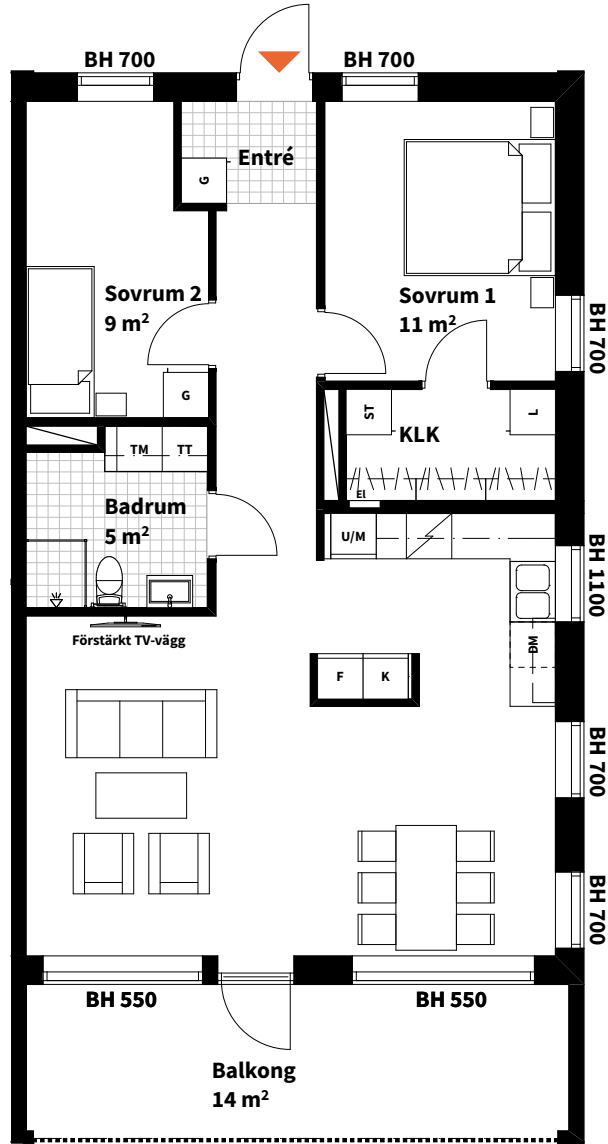 BH 700
BH 700
Entré
G
Sovrum 2
9 m²
Sovrum 1
11 m²
BH 700
G
ST
L
KLK
TM
TT
El
Badrum
5 m²
U/M
BH 1100
DM
Förstärkt TV-vägg
F
K
BH 700
BH 700
BH 550
BH 550
Balkong
14 m²